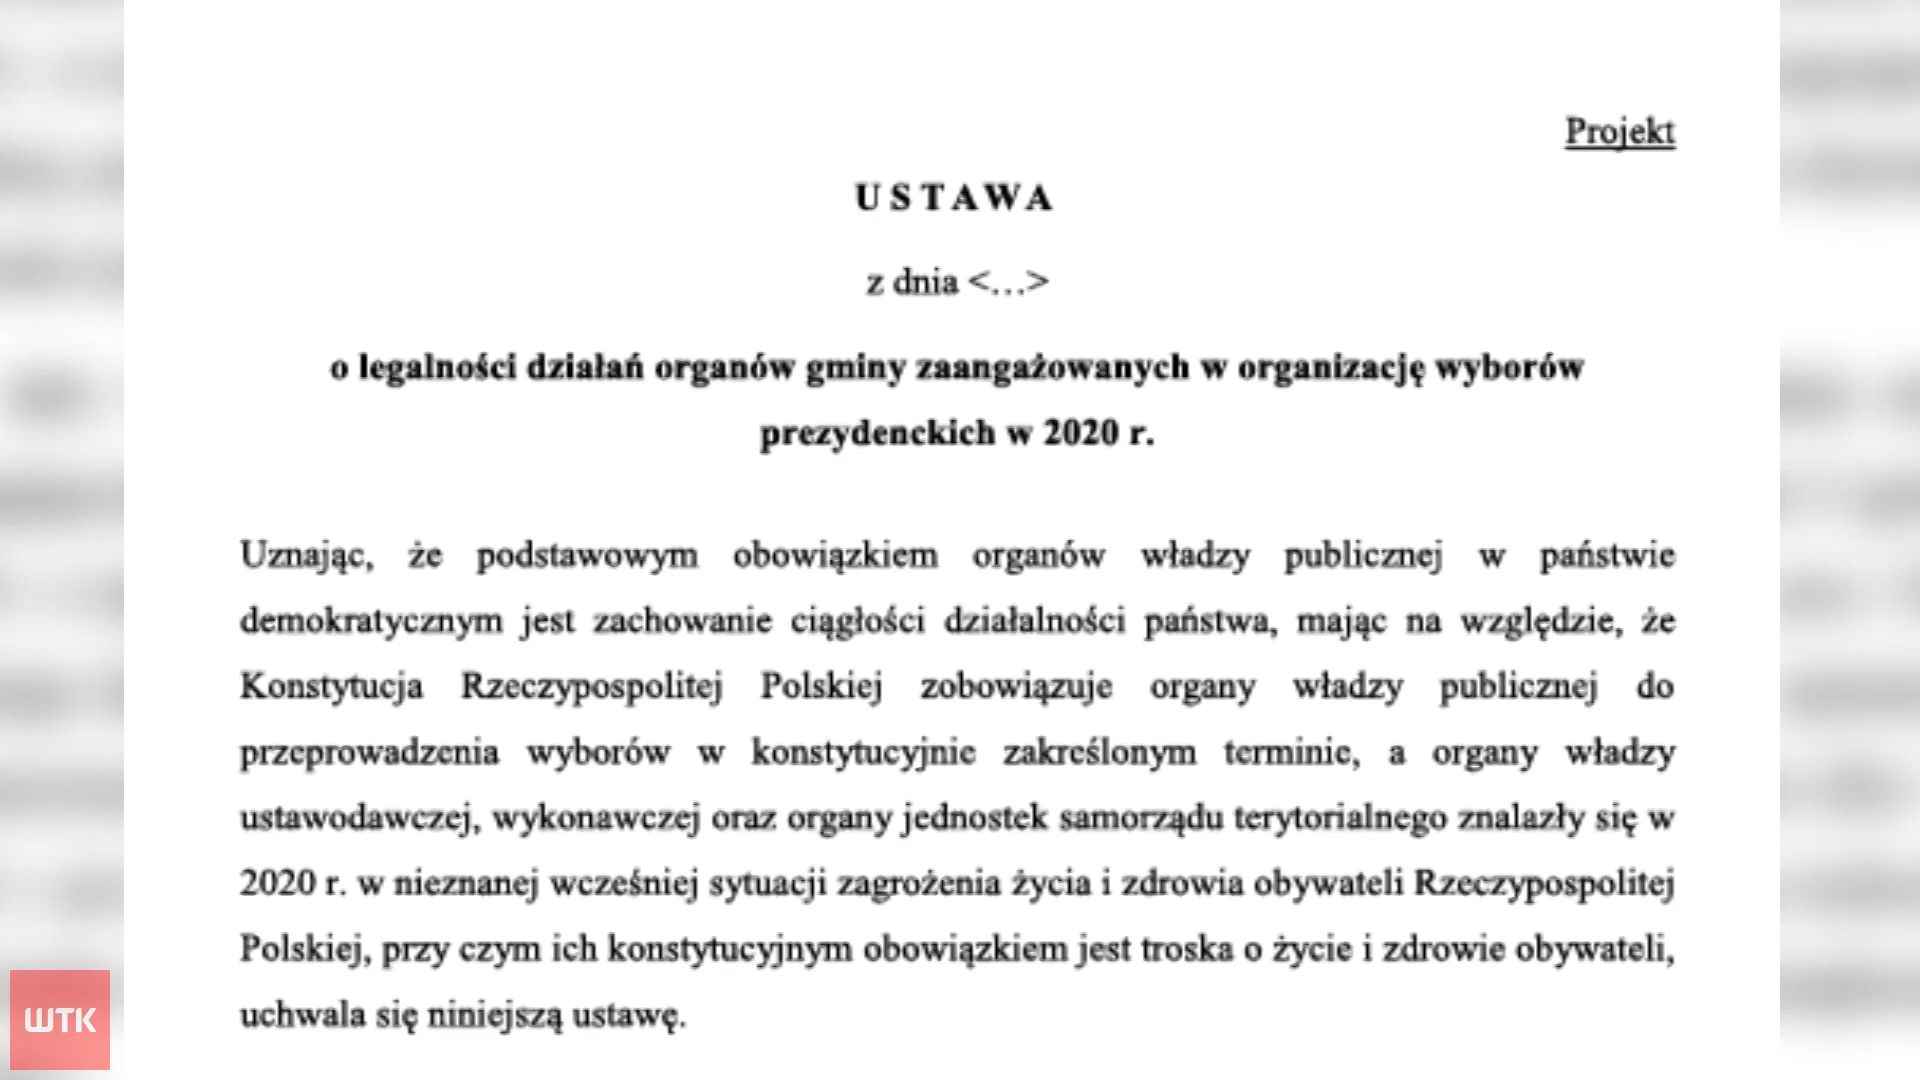 Projekt
USTAWA
z dnia <...>
o legalności działań organów gminy zaangażowanych w organizację wyborów
prezydenckich w 2020 r.
Uznając, że podstawowym obowiązkiem organów władzy publicznej w państwie
demokratycznym jest zachowanie ciągłości działalności państwa, mając na względzie, że
Konstytucja Rzeczypospolitej Polskiej zobowiązuje organy władzy publicznej do
przeprowadzenia wyborów w konstytucyjnie zakreślonym terminie, a organy władzy
ustawodawczej, wykonawczej oraz organy jednostek samorządu terytorialnego znalazły się w
2020 r. w nieznanej wcześniej sytuacji zagrożenia życia i zdrowia obywateli Rzeczypospolitej
Polskiej, przy czym ich konstytucyjnym obowiązkiem jest troska o życie i zdrowie obywateli,
uchwala się niniejszą ustawę.
WTK